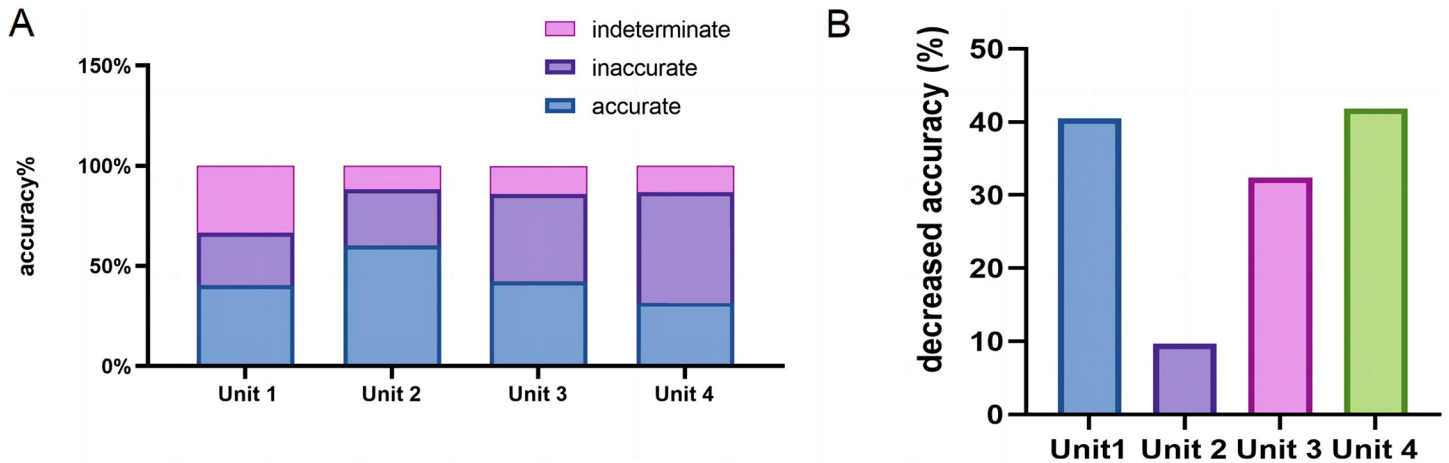 A
indeterminate
inaccurate
accurate
150%
100%
50%
0%
accuracy%
Unit 1 Unit 2 Unit 3 Unit 4
B
50
40
30
20
10
0
decreased accuracy (%)
Unit1 Unit 2 Unit 3 Unit 4